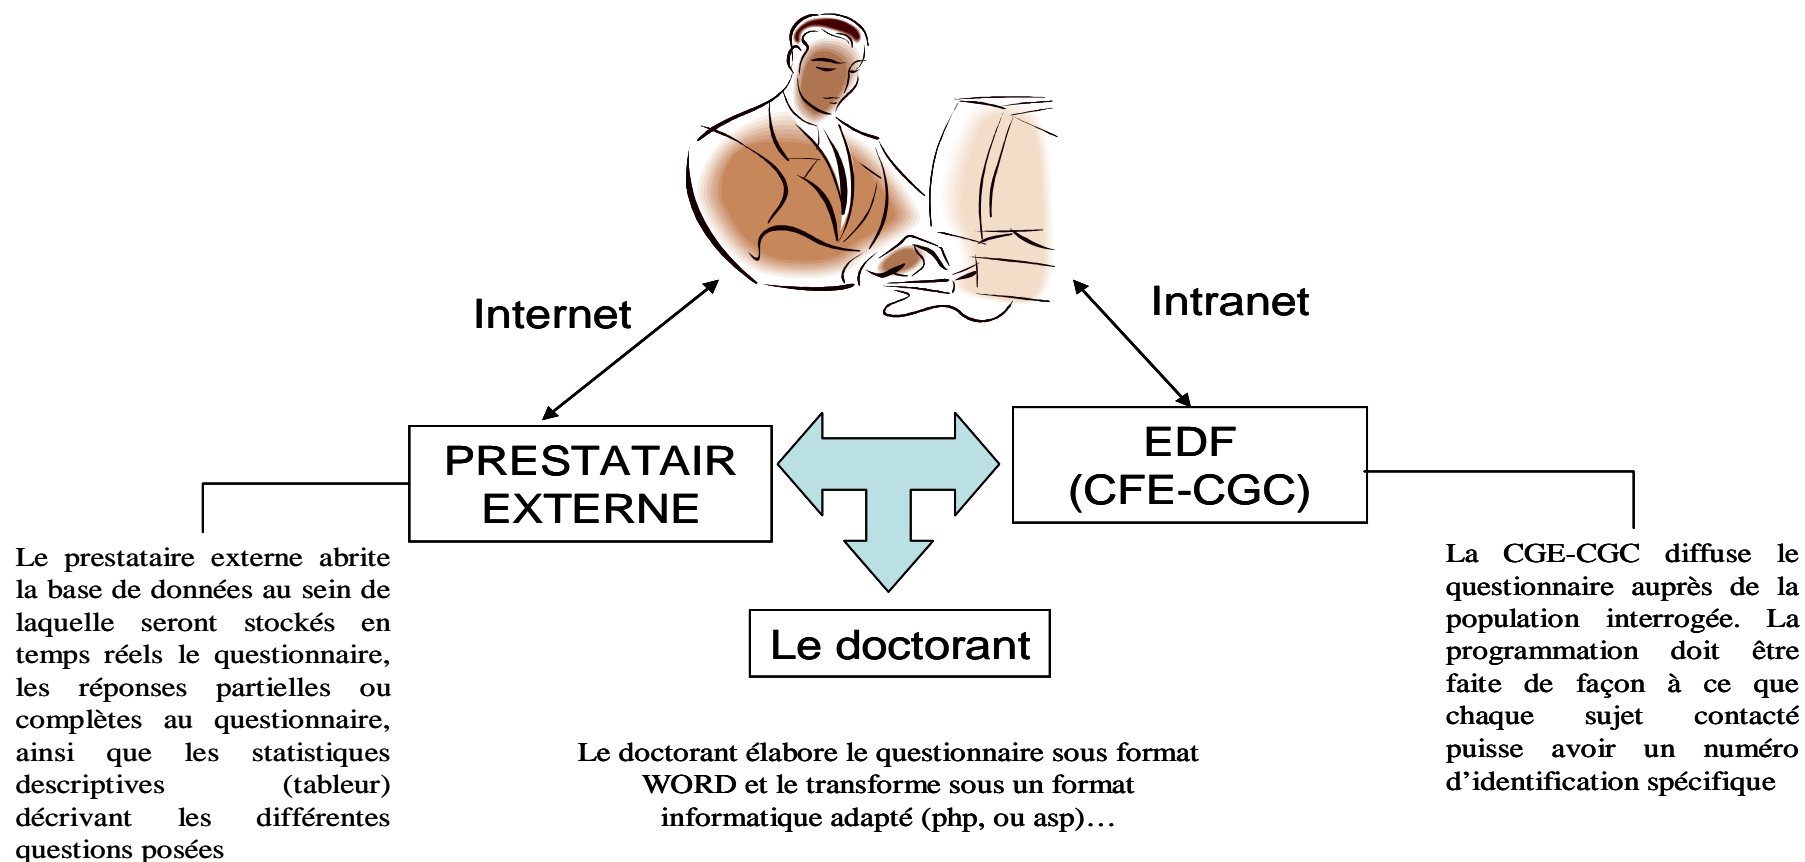 Internet
Intranet
PRESTATAIR
EXTERNE
EDF
(CFE-CGC)
Le doctorant
Le prestataire externe abrite
la base de données au sein de
laquelle seront stockés en
temps réels le questionnaire,
les réponses partielles ou
complètes au questionnaire,
ainsi que les statistiques
descriptives (tableur)
décrivant les différentes
questions posées
Le doctorant élabore le questionnaire sous format
WORD et le transforme sous un format
informatique adapté (php, ou asp)…
La CGE-CGC diffuse le
questionnaire auprès de la
population interrogée. La
programmation doit être
faite de façon à ce que
chaque sujet contacté
puisse avoir un numéro
d’identification spécifique